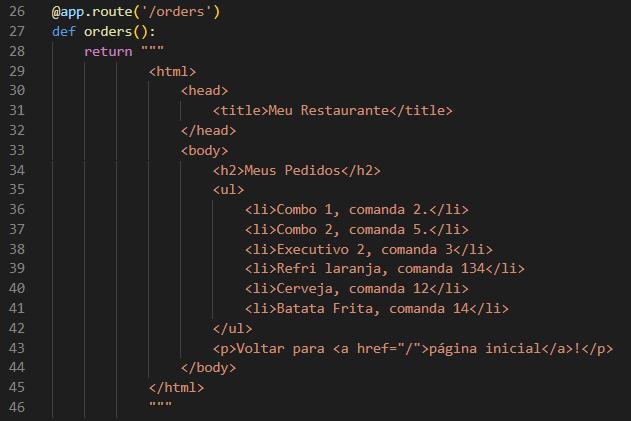 26 @app.route('/orders')
27 def orders():
28     return """
29             <html>
30                 <head>
31                     <title>Meu Restaurante</title>
32                 </head>
33                 <body>
34                     <h2>Meus Pedidos</h2>
35                     <ul>
36                         <li>Combo 1, comanda 2.</li>
37                         <li>Combo 2, comanda 5.</li>
38                         <li>Executivo 2, comanda 3</li>
39                         <li>Refri laranja, comanda 134</li>
40                         <li>Cerveja, comanda 12</li>
41                         <li>Batata Frita, comanda 14</li>
42                     </ul>
43                     <p>Voltar para <a href="/">página inicial</a>!</p>
44                 </body>
45             </html>
46             """